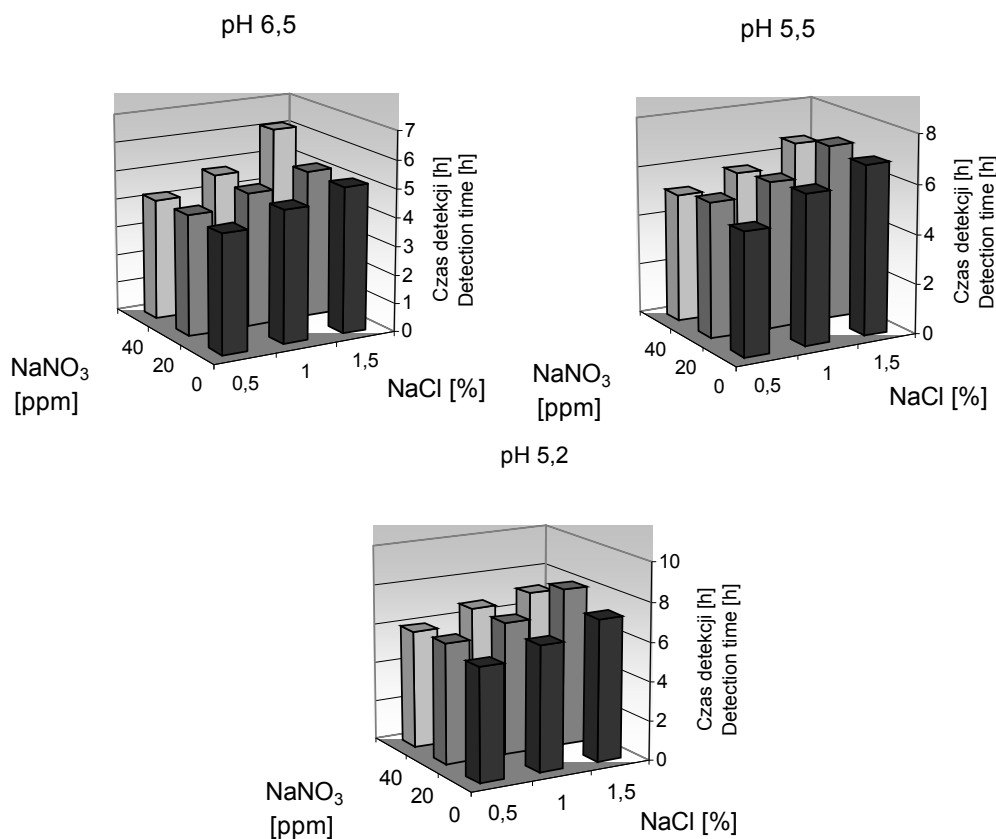 pH 6,5
7
6
5
4
3
2
1
0
Czas detekcji [h]
Detection time [h]
40
20
0
NaNO₃
[ppm]
0,5
1
1,5
NaCl [%]
pH 5,5
8
6
4
2
0
Czas detekcji [h]
Detection time [h]
40
20
0
NaNO₃
[ppm]
0,5
1
1,5
NaCl [%]
pH 5,2
10
8
6
4
2
0
Czas detekcji [h]
Detection time [h]
40
20
0
NaNO₃
[ppm]
0,5
1
1,5
NaCl [%]